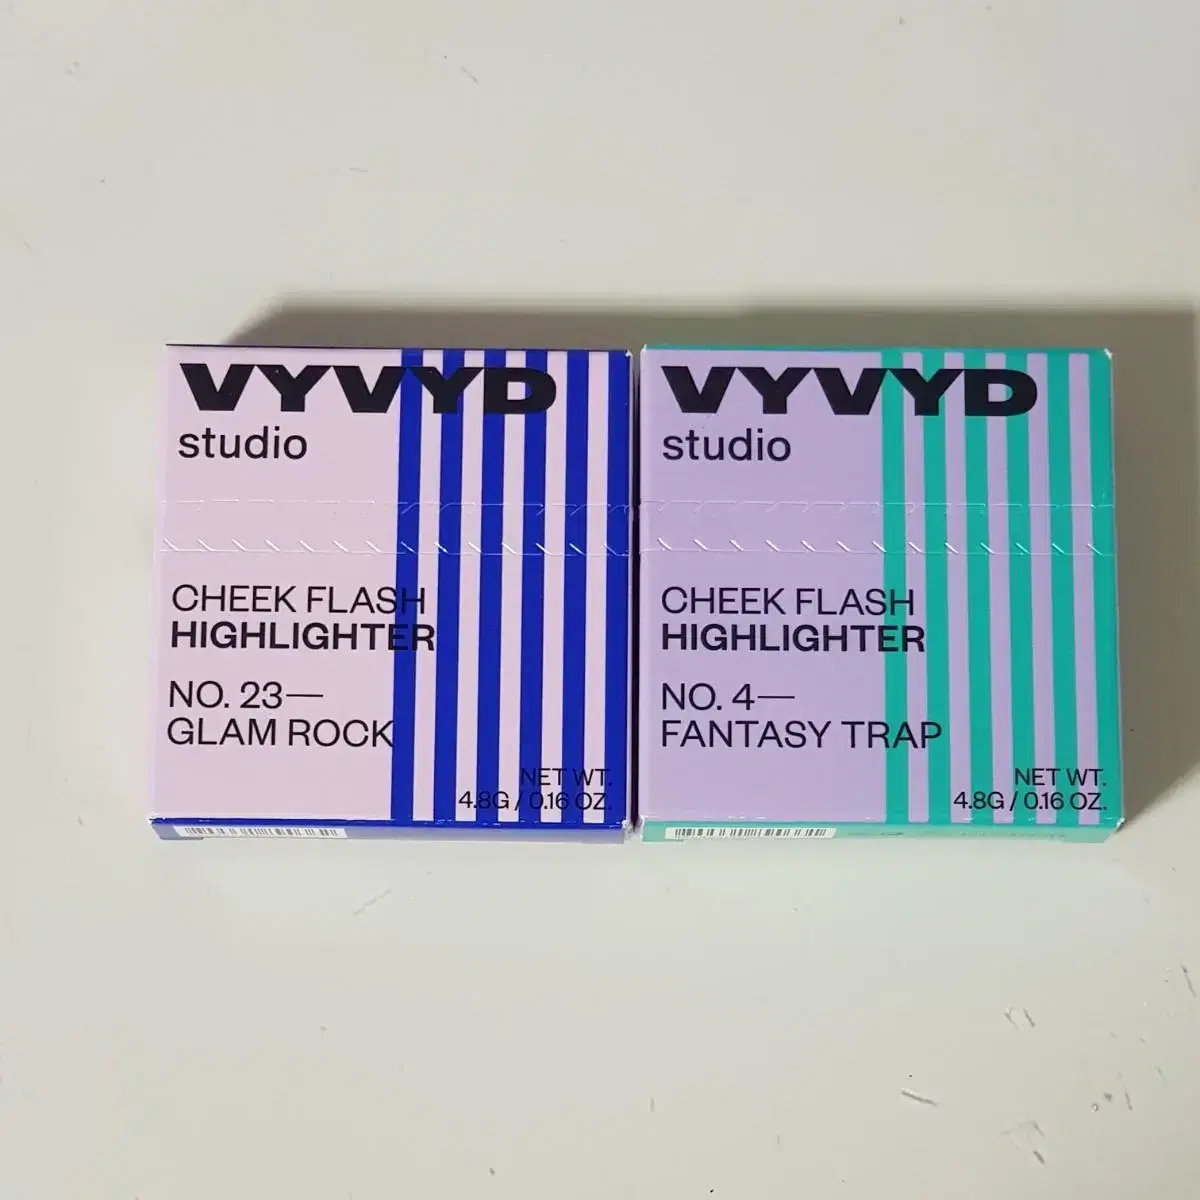 VYVYD
studio
CHEEK FLASH
HIGHLIGHTER
NO. 23—
GLAM ROCK
NET WT.
4.8G / 0.16 OZ.
VYVYD
studio
CHEEK FLASH
HIGHLIGHTER
NO. 4—
FANTASY TRAP
NET WT.
4.8G / 0.16 OZ.